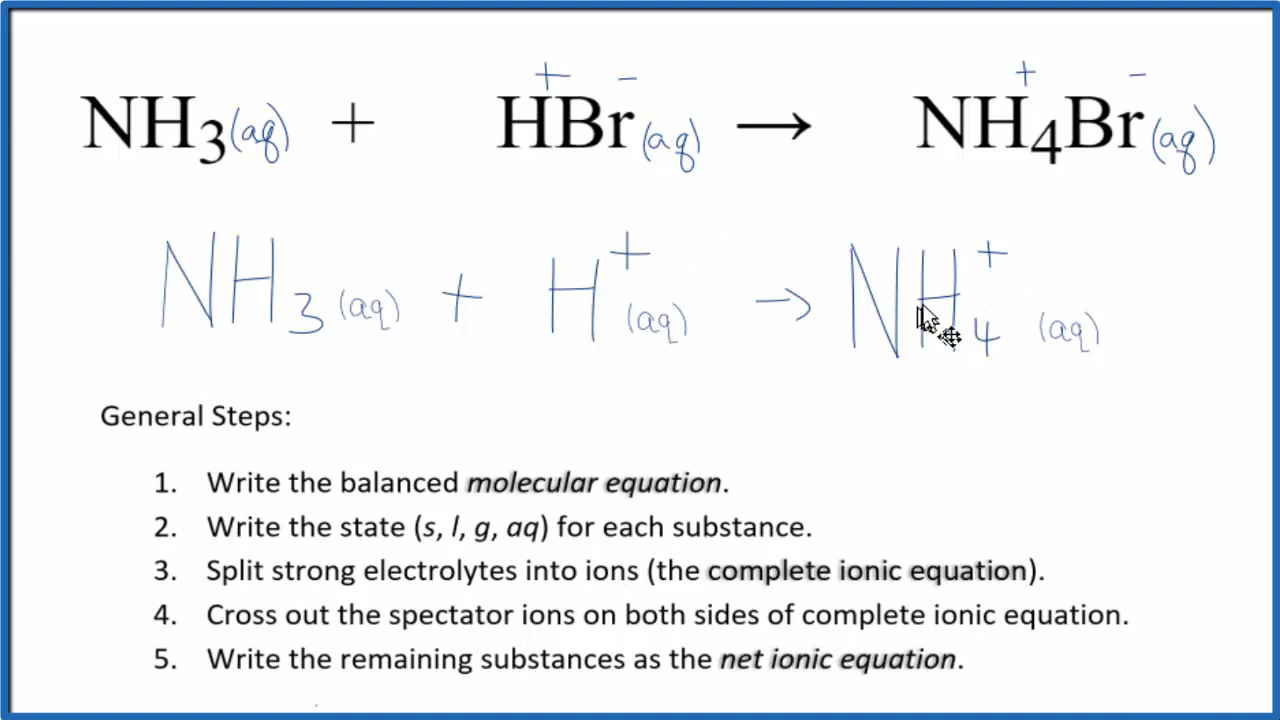 NH₃(aq) + H⁺Br⁻(aq) → NH₄⁺Br⁻(aq)
NH₃(aq) + H⁺(aq) → NH₄⁺(aq)
General Steps:
1. Write the balanced molecular equation.
2. Write the state (s, l, g, aq) for each substance.
3. Split strong electrolytes into ions (the complete ionic equation).
4. Cross out the spectator ions on both sides of complete ionic equation.
5. Write the remaining substances as the net ionic equation.